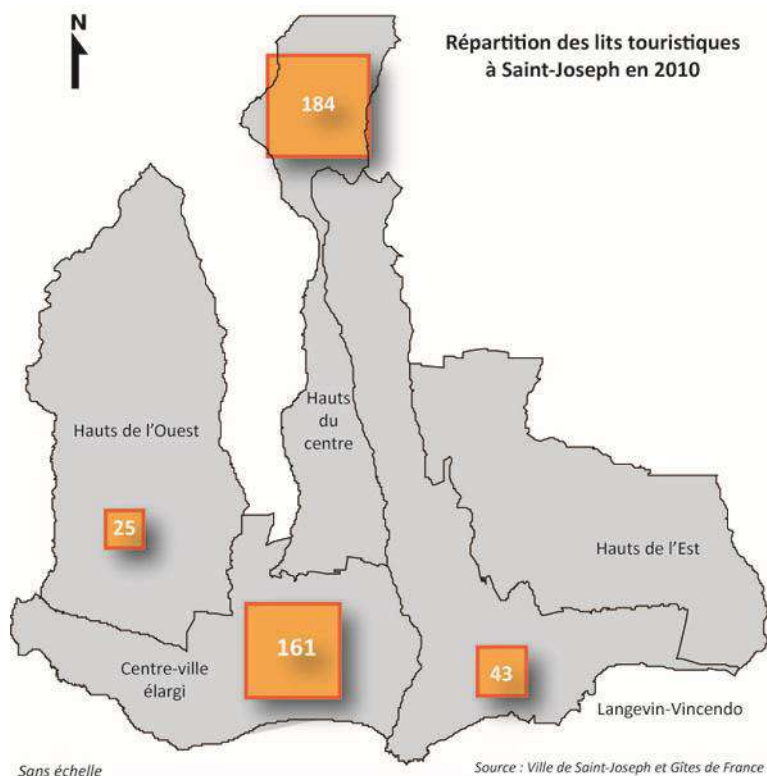 N
Répartition des lits touristiques
à Saint-Joseph en 2010
184
Hauts
du
centre
Hauts de l'Ouest
25
Hauts de l'Est
161
Centre-ville
élargi
43
Langevin-Vincendo
Sans échelle
Source : Ville de Saint-Joseph et Gîtes de France